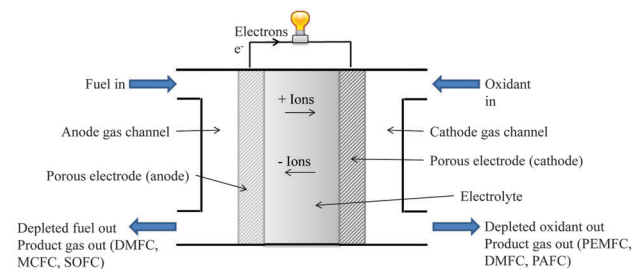 Electrons
e-
Fuel in
Oxidant
in
+ Ions
Anode gas channel
Cathode gas channel
- Ions
Porous electrode (cathode)
Porous electrode (anode)
Electrolyte
Depleted fuel out
Product gas out (DMFC,
MCFC, SOFC)
Depleted oxidant out
Product gas out (PEMFC,
DMFC, PAFC)